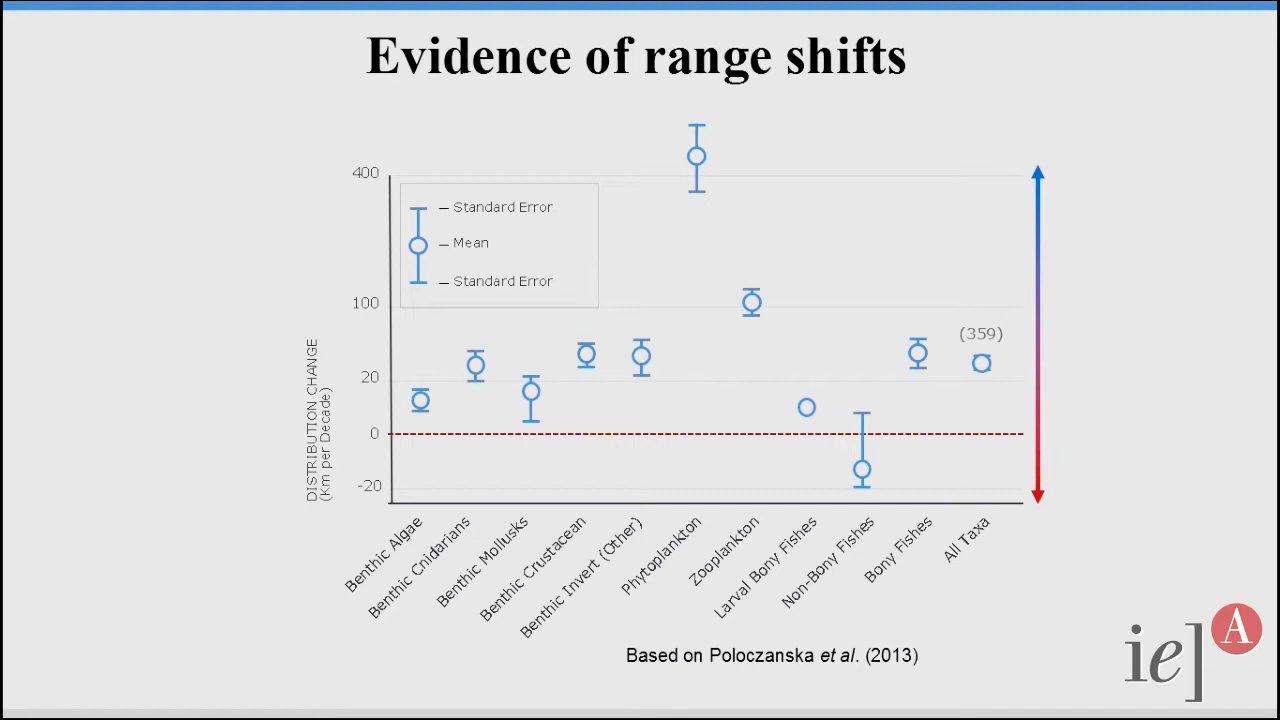 Evidence of range shifts
400
100
20
0
-20
DISTRIBUTION CHANGE
(Km per Decade)
— Standard Error
— Mean
— Standard Error
(359)
Benthic Algae
Benthic Cnidarians
Benthic Mollusks
Benthic Crustacean
Benthic Invert (Other)
Phytoplankton
Zooplankton
Larval Bony Fishes
Non-Bony Fishes
Bony Fishes
All Taxa
Based on Poloczanska et al. (2013)
ie] A